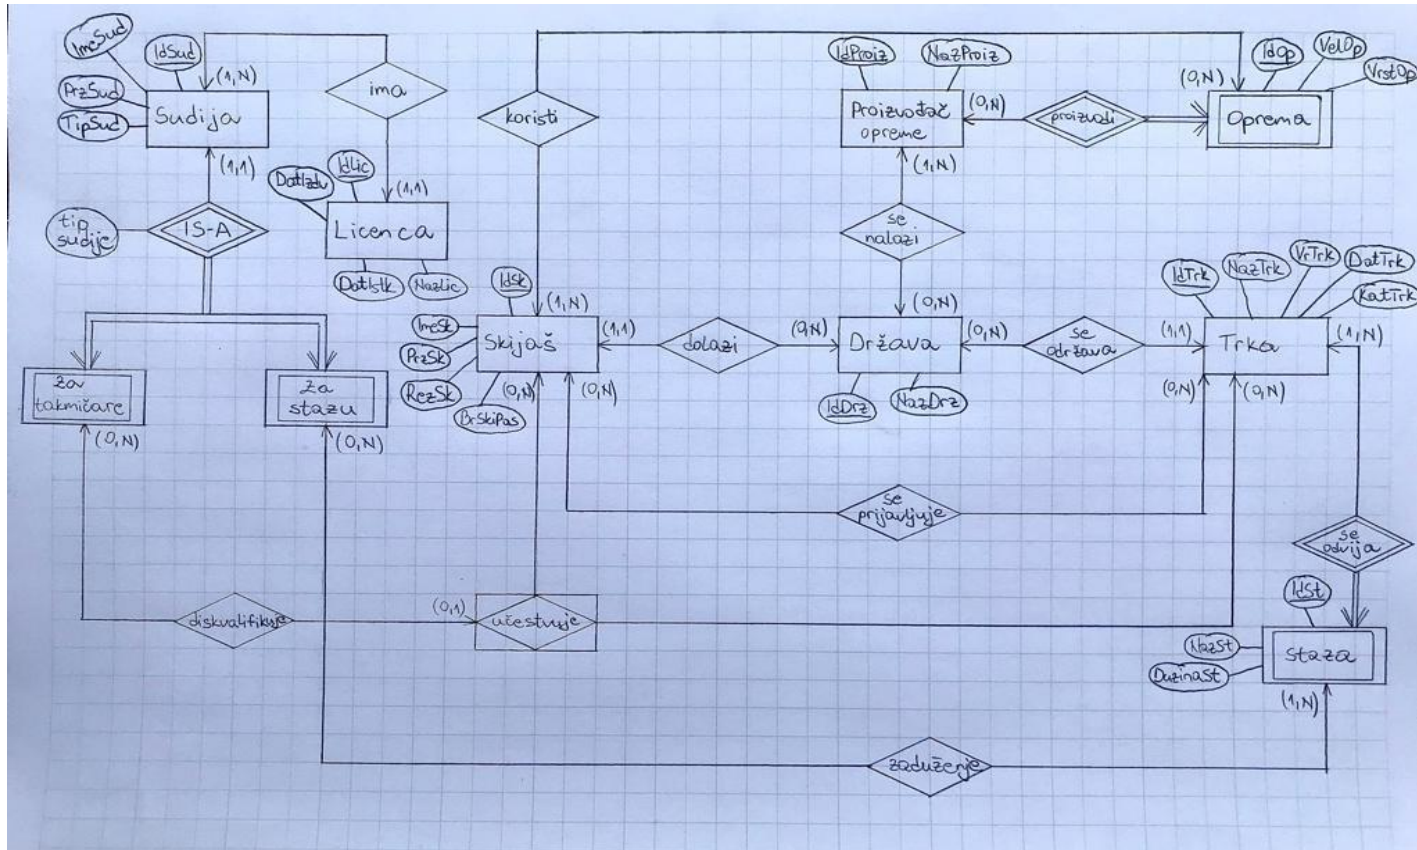 ImeSud
IdSud
PrzSud
TipSud
(1,N)
Sudija
(1,1)
ima
IdLic
DatIzdv
(1,1)
Licenca
DatIstk
NazLic
tip
sudije
IS-A
za
takmičare
(0,N)
za
stazu
(0,N)
koristi
IdSk
ImeSk
PrzSk
RezSk
BrSkiPas
(1,N)
Skijaš
(1,1)
(0,N)
(0,N)
dolazi
(0,N)
IdProiz
NazProiz
Proizvođač
opreme
(0,N)
(1,N)
proizvodi
IdOp
VelOp
VrstOp
(0,N)
Oprema
se
nalazi
(0,N)
Država
(0,N)
IdDrz
NazDrz
se
održava
(1,1)
IdTrk
NazTrk
VrTrk
DatTrk
KatTrk
Trka
(1,N)
(0,N)
(0,N)
se
prijavljuje
se
odvija
diskvalifikuje
(0,1)
učestvuje
IdSt
NazSt
DuzinaSt
staza
(1,N)
zaduženje